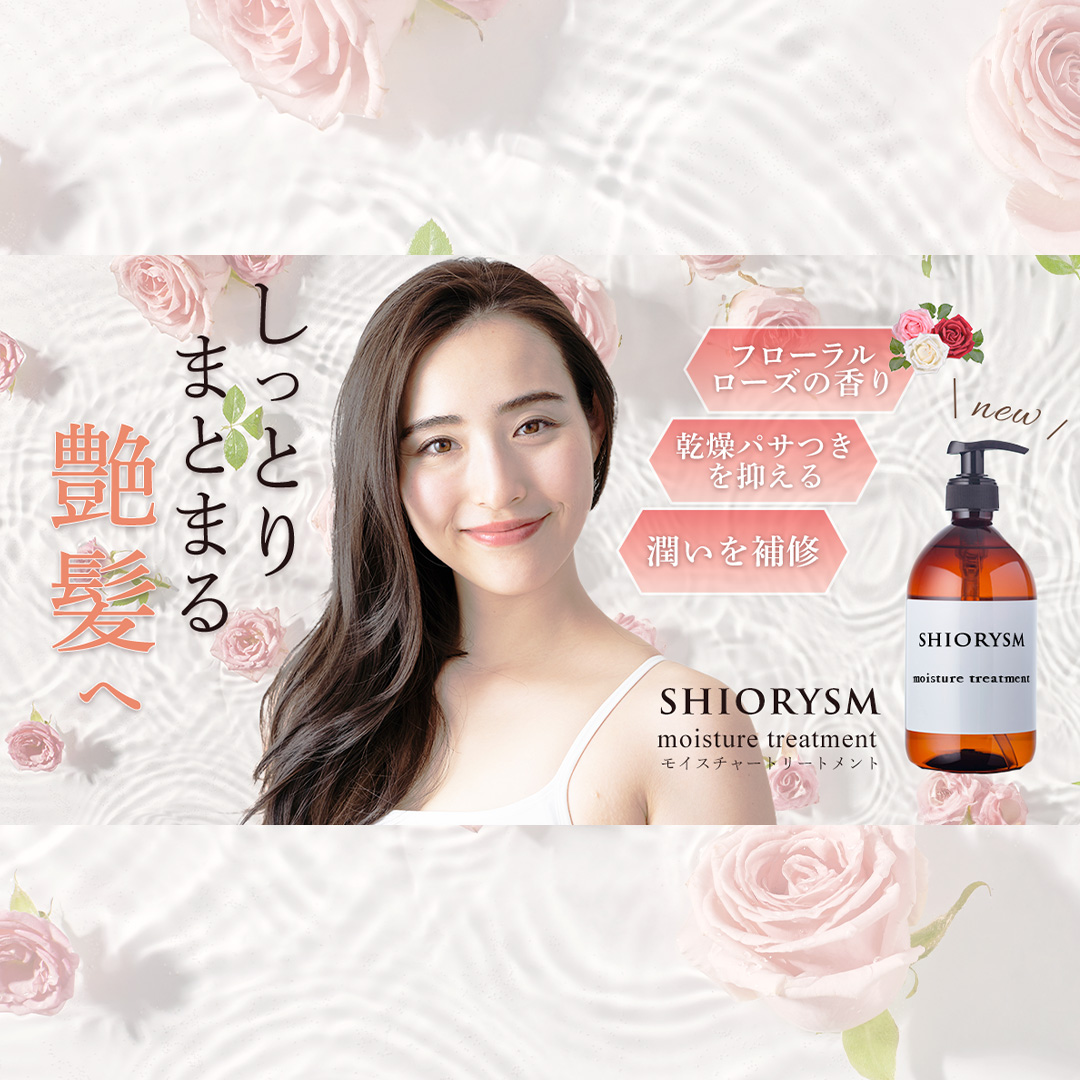 しっとり
まとまる
艶髪へ
フローラル
ローズの香り
乾燥パサつき
を抑える
潤いを補修
new
SHIORYSM
moisture treatment
モイスチャートリートメント
SHIORYSM
moisture treatment